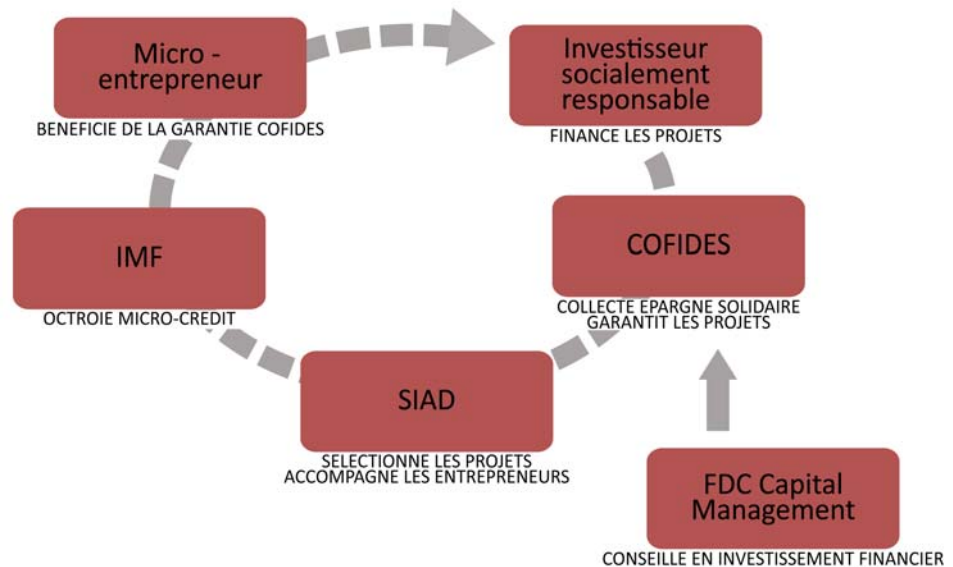 Micro -
entrepreneur
BENEFICIE DE LA GARANTIE COFIDES
Investisseur
socialement
responsable
FINANCE LES PROJETS
IMF
OCTROIE MICRO-CREDIT
COFIDES
COLLECTE EPARGNE SOLIDAIRE
GARANTIT LES PROJETS
SIAD
SELECTIONNE LES PROJETS
ACCOMPAGNE LES ENTREPRENEURS
FDC Capital
Management
CONSEILLE EN INVESTISSEMENT FINANCIER